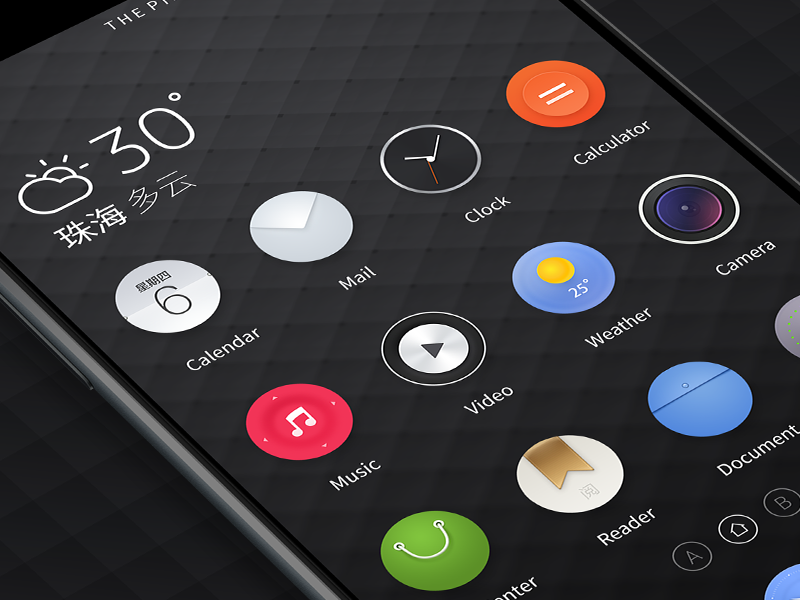 THE
30°
珠海 多云
星期四
6
Calendar
Mail
Clock
Calculator
Music
Video
25°
Weather
Camera
阅
Reader
Document
A
B